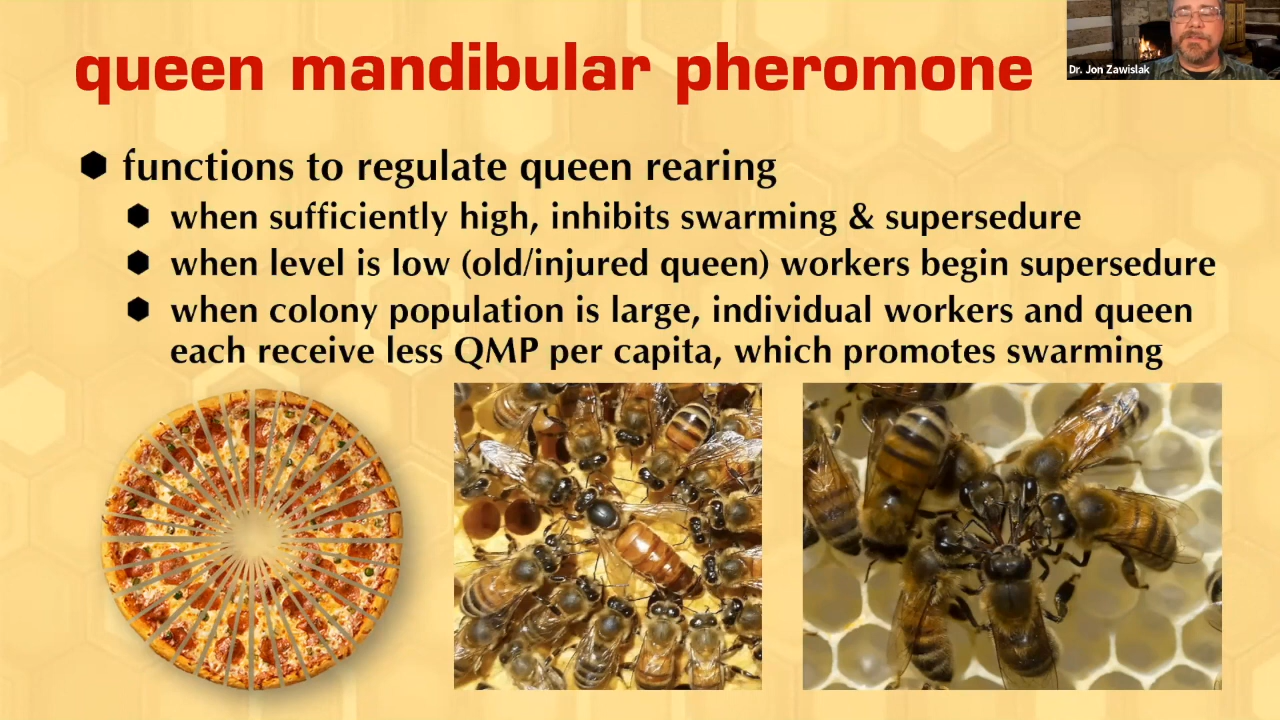 queen mandibular pheromone
Dr. Jon Zawislak
functions to regulate queen rearing
when sufficiently high, inhibits swarming & supersedure
when level is low (old/injured queen) workers begin supersedure
when colony population is large, individual workers and queen
each receive less QMP per capita, which promotes swarming